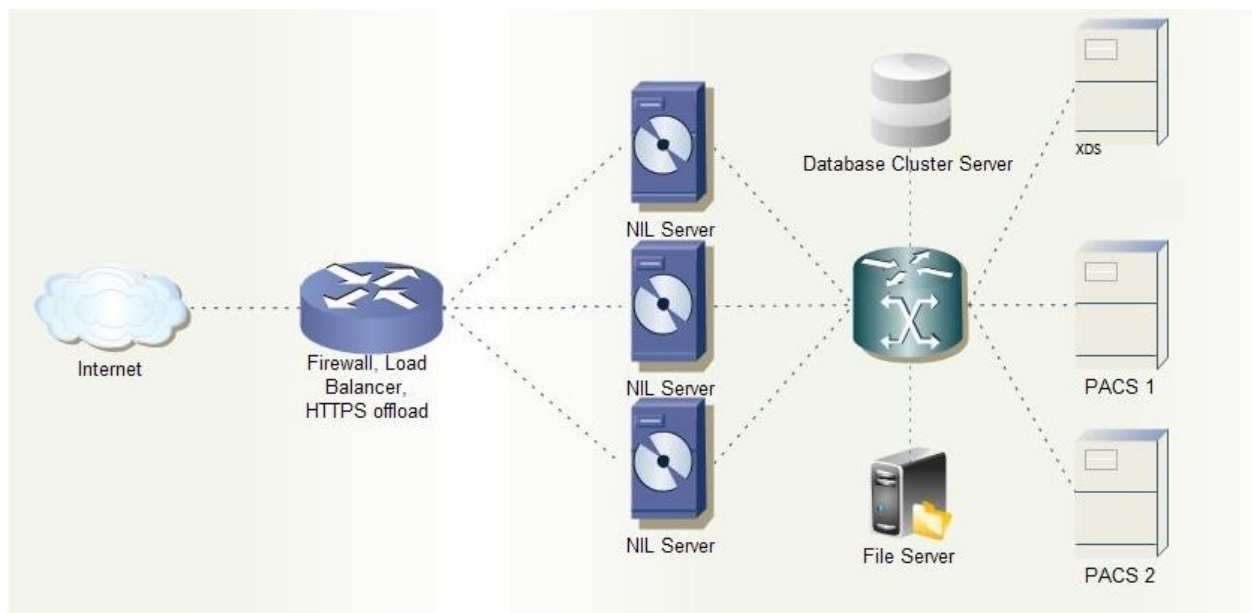 Internet
Firewall, Load
Balancer,
HTTPS offload
NIL Server
NIL Server
NIL Server
Database Cluster Server
File Server
XDS
PACS 1
PACS 2